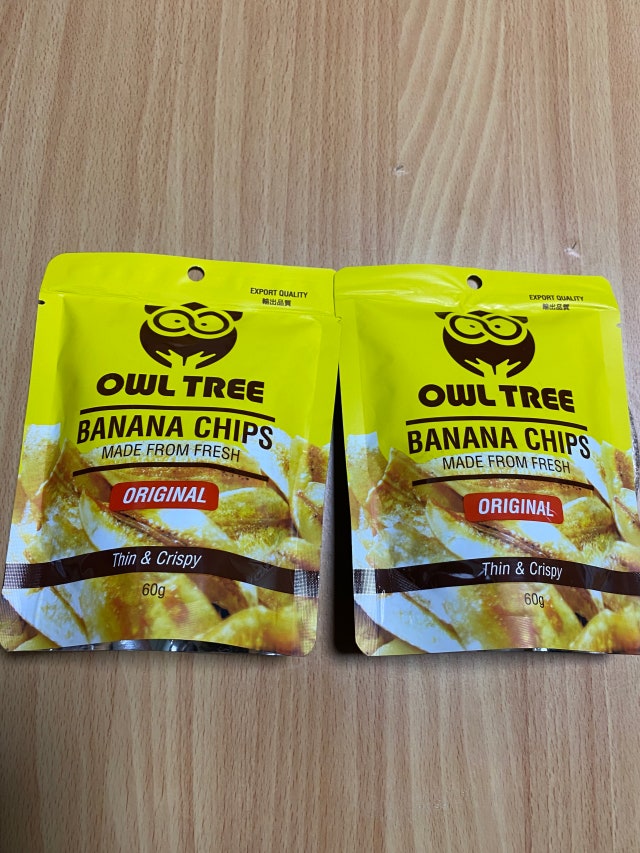 EXPORT QUALITY
輸出品質
OWL TREE
BANANA CHIPS
MADE FROM FRESH
ORIGINAL
Thin & Crispy
60g
EXPORT QUALITY
輸出品質
OWL TREE
BANANA CHIPS
MADE FROM FRESH
ORIGINAL
Thin & Crispy
60g